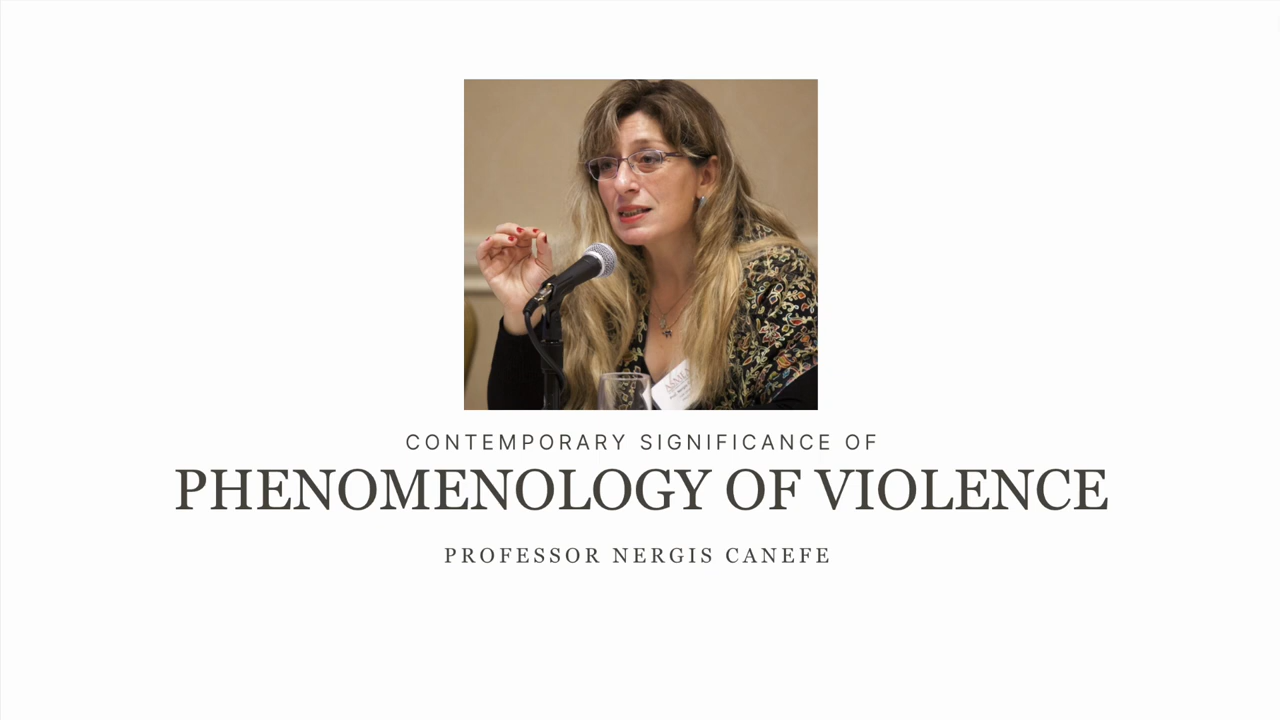 CONTEMPORARY SIGNIFICANCE OF
PHENOMENOLOGY OF VIOLENCE
PROFESSOR NERGIS CANEFE